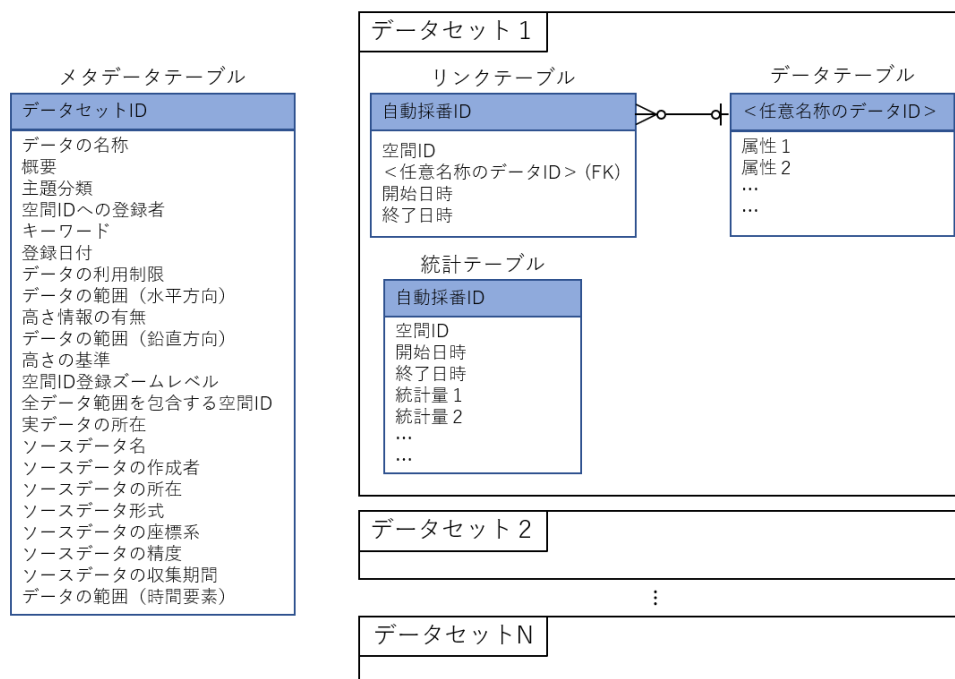 メタデータテーブル
データセットID
データの名称
概要
主題分類
空間IDへの登録者
キーワード
登録日付
データの利用制限
データの範囲（水平方向）
高さ情報の有無
データの範囲（鉛直方向）
高さの基準
空間ID登録ズームレベル
全データ範囲を包含する空間ID
実データの所在
ソースデータ名
ソースデータの作成者
ソースデータの所在
ソースデータ形式
ソースデータの座標系
ソースデータの精度
ソースデータの収集期間
データの範囲（時間要素）
データセット１
リンクテーブル
自動採番ID
空間ID
＜任意名称のデータID＞ (FK)
開始日時
終了日時
データテーブル
＜任意名称のデータID＞
属性１
属性２
…
…
統計テーブル
自動採番ID
空間ID
開始日時
終了日時
統計量１
統計量２
…
…
データセット２
⋮
データセットN